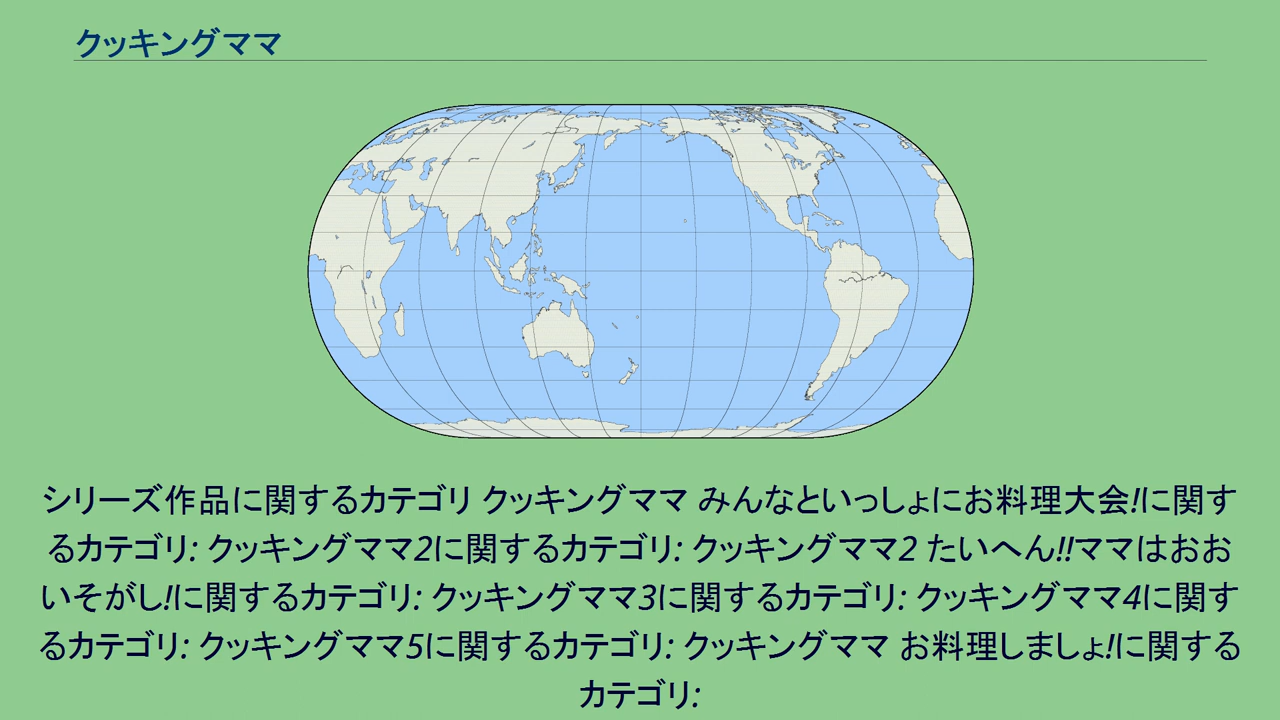 クッキングママ
シリーズ作品に関するカテゴリ クッキングママ みんなといっしょにお料理大会!に関す
るカテゴリ: クッキングママ2に関するカテゴリ: クッキングママ2 たいへん!!ママはおお
いそがし!に関するカテゴリ: クッキングママ3に関するカテゴリ: クッキングママ4に関す
るカテゴリ: クッキングママ5に関するカテゴリ: クッキングママ お料理しましょ!に関する
カテゴリ: